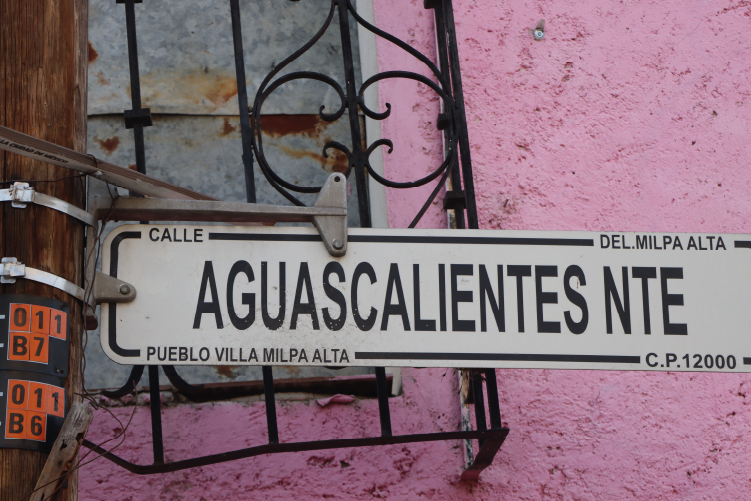 CALLE
DEL.MILPA ALTA
AGUASCALIENTES NTE
PUEBLO VILLA MILPA ALTA
C.P.12000
011
B7
011
B6